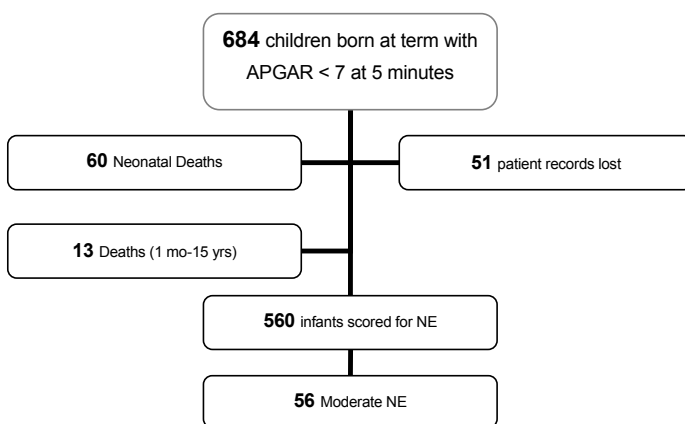 684 children born at term with
APGAR < 7 at 5 minutes
60 Neonatal Deaths
51 patient records lost
13 Deaths (1 mo-15 yrs)
560 infants scored for NE
56 Moderate NE